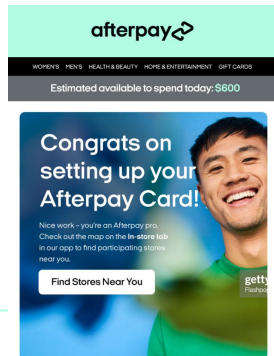 afterpay
WOMEN'S MEN'S HEALTH & BEAUTY HOME & ENTERTAINMENT GIFT CARDS
Estimated available to spend today: $600
Congrats on
setting up your
Afterpay Card!
Nice work – you're an Afterpay pro.
Check out the map on the In-store tab
in our app to find participating stores
near you.
Find Stores Near You
getty
Flashpop